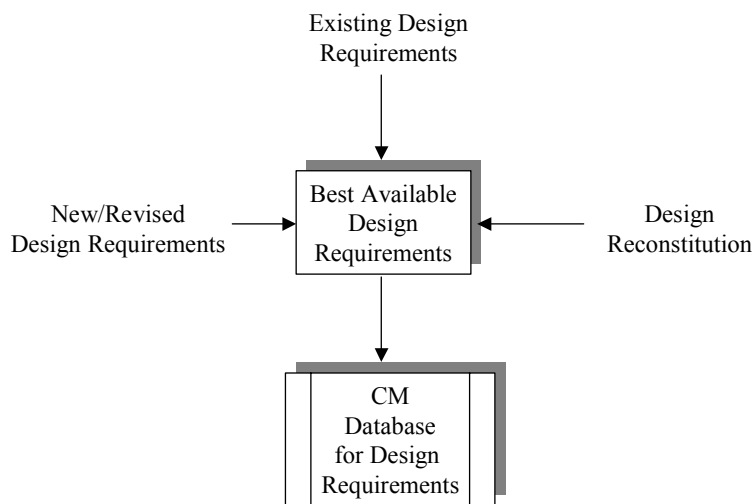 Existing Design
Requirements
New/Revised
Design Requirements
Best Available
Design
Requirements
Design
Reconstitution
CM
Database
for Design
Requirements